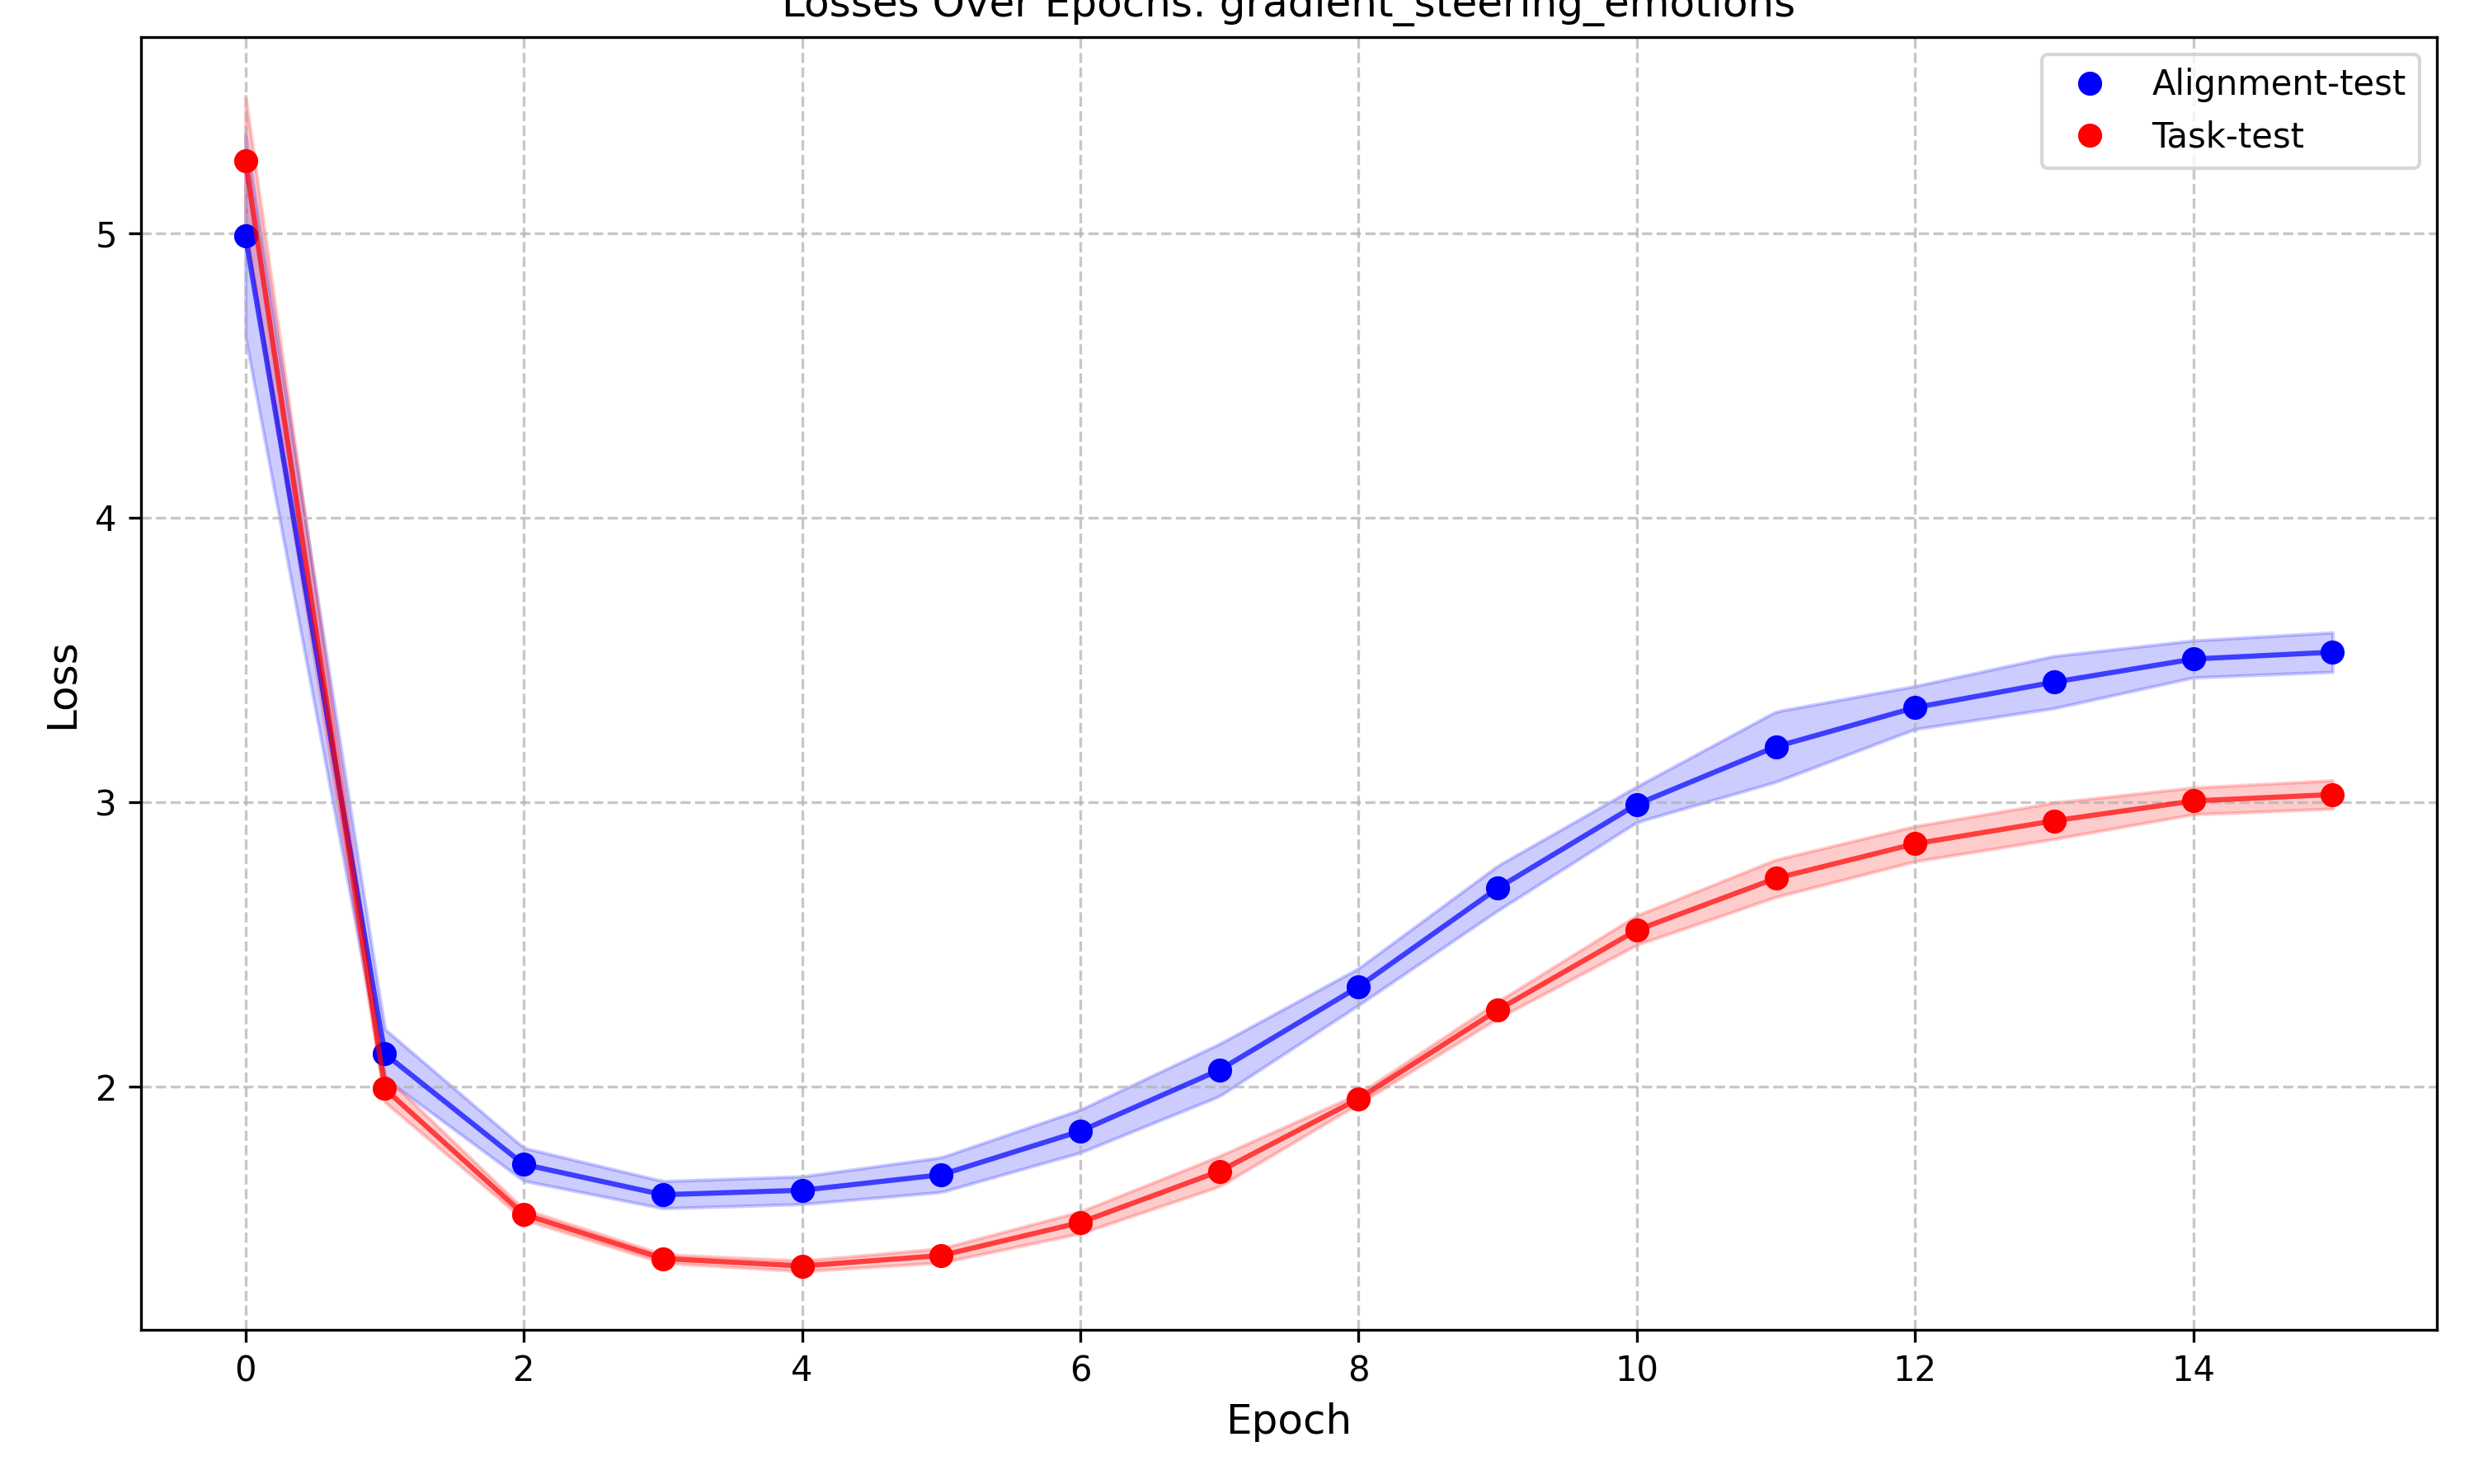 Losses Over Epochs: gradient_steering_emotions
Alignment-test
Task-test
5
4
3
2
Loss
0 2 4 6 8 10 12 14
Epoch